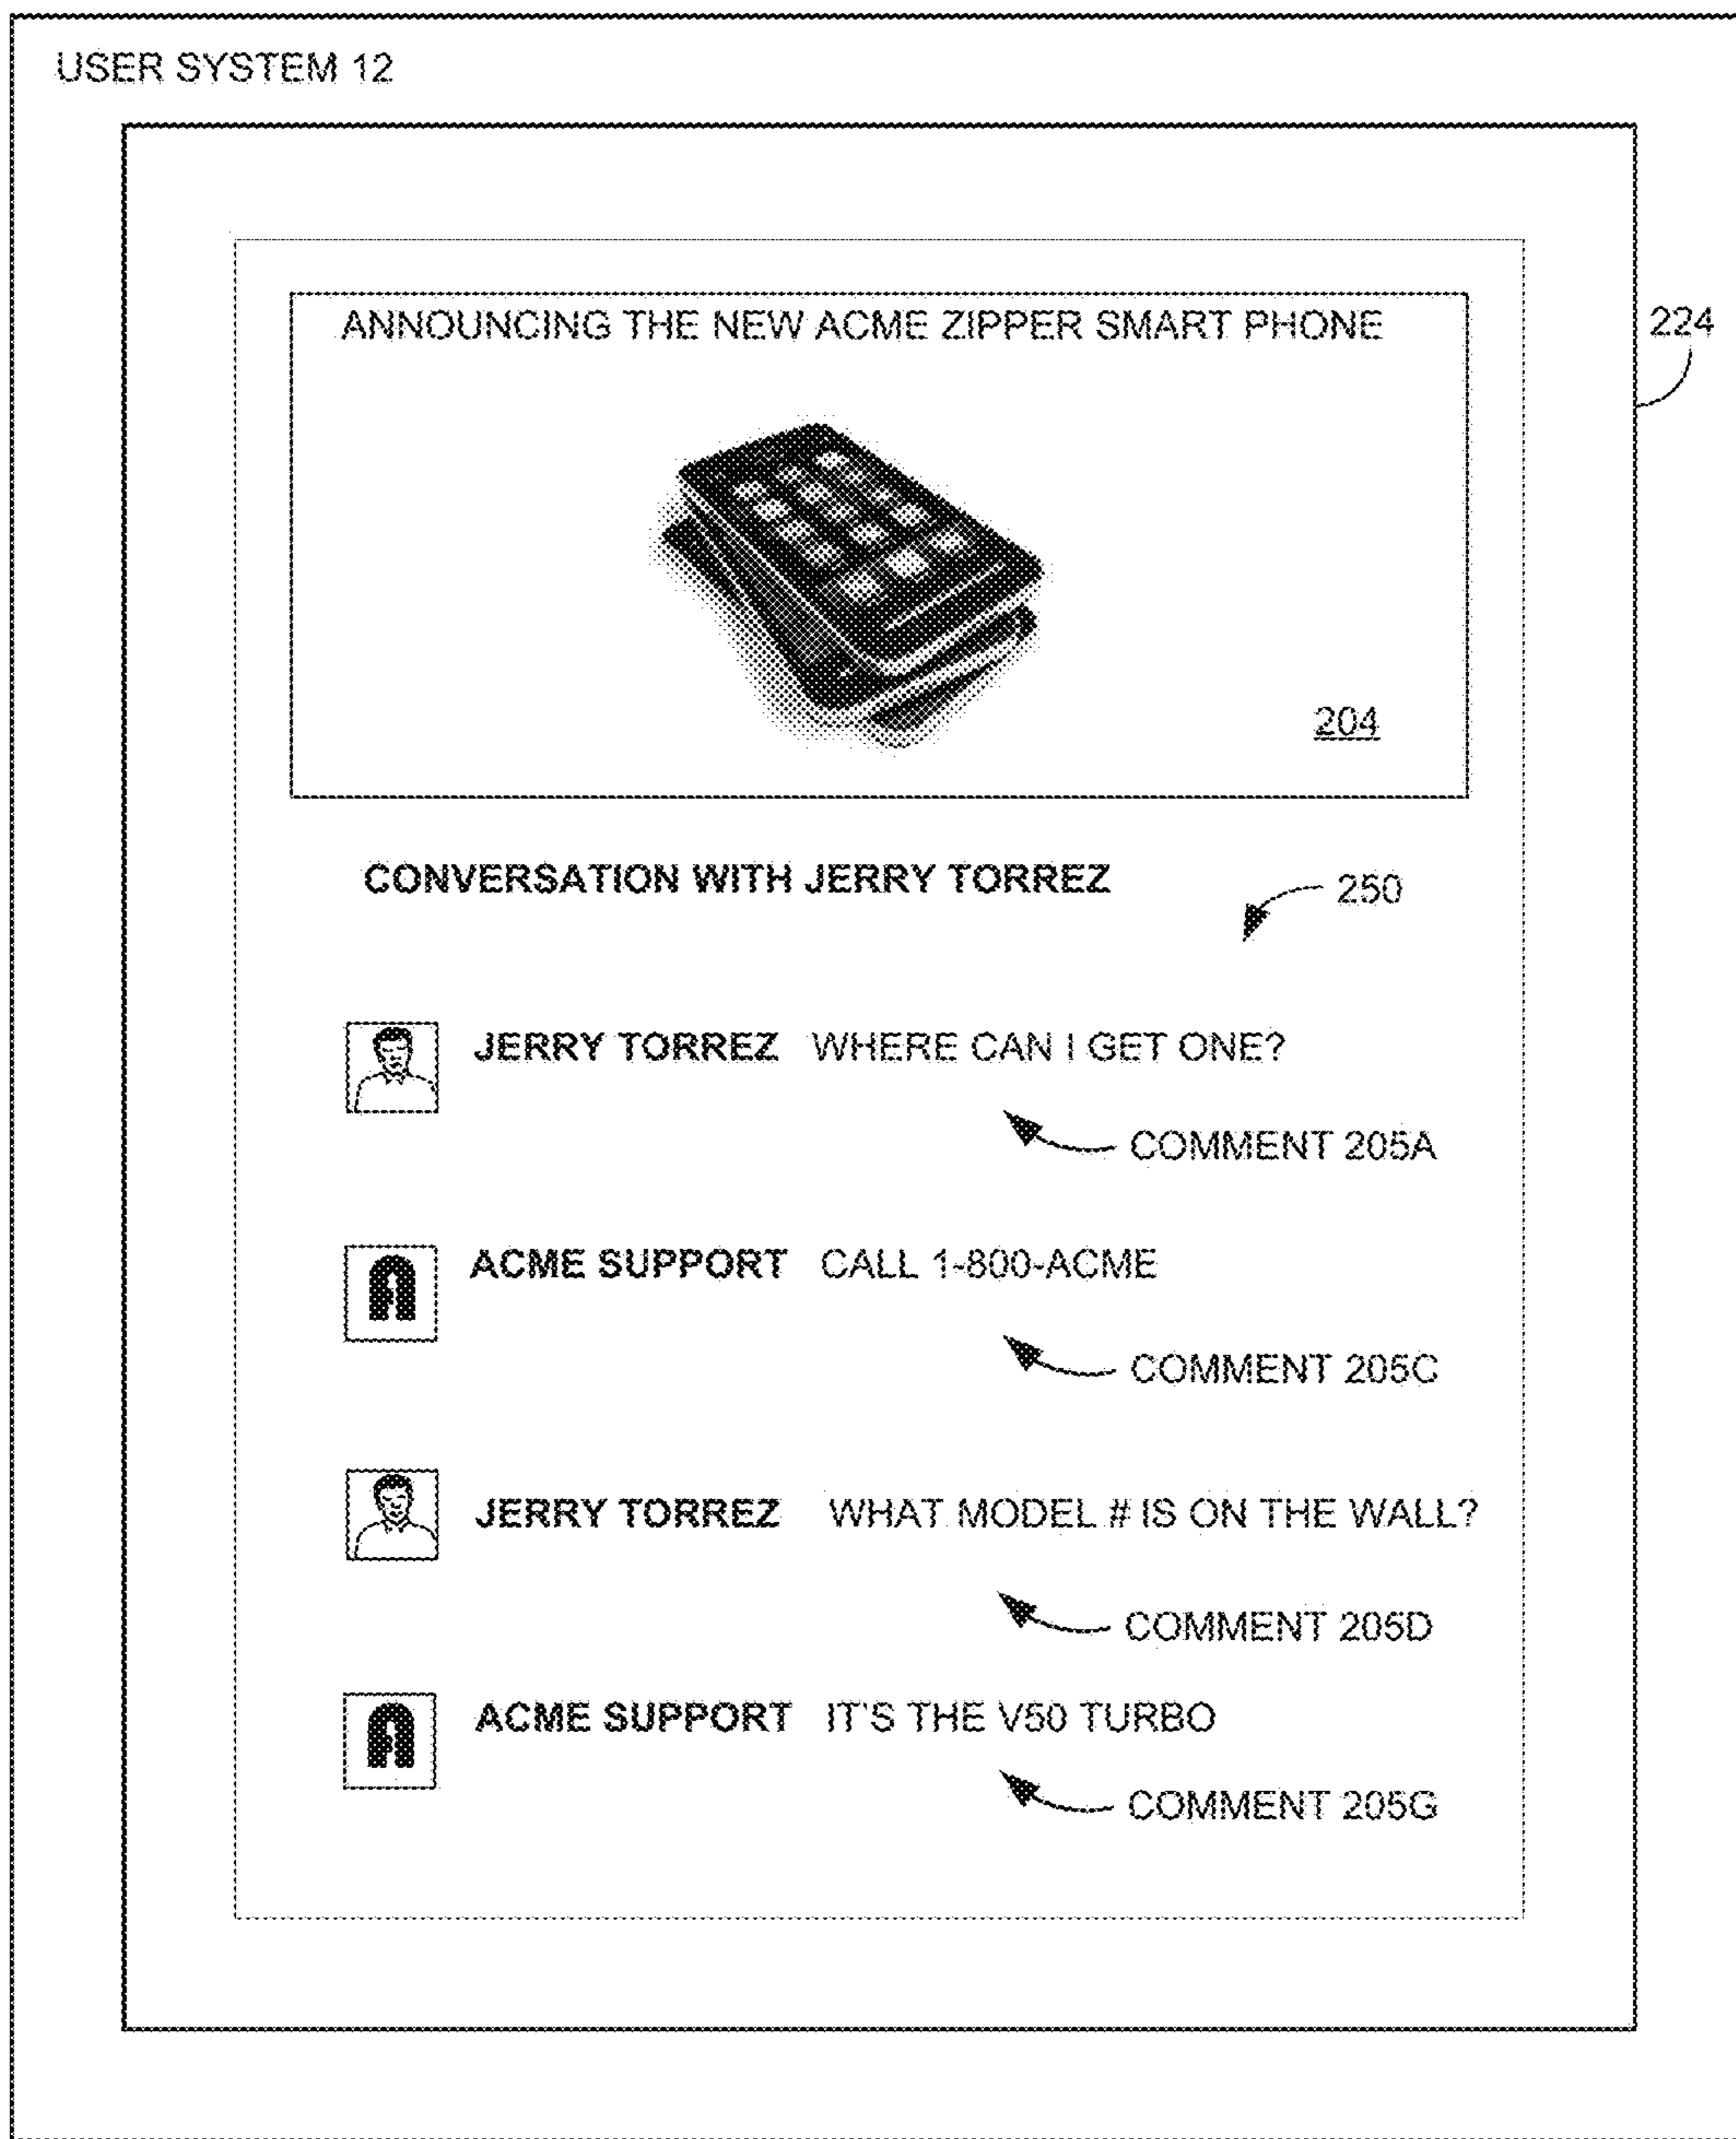 USER SYSTEM 12
ANNOUNCING THE NEW ACME ZIPPER SMART PHONE
224
204
CONVERSATION WITH JERRY TORREZ
250
JERRY TORREZ WHERE CAN I GET ONE?
COMMENT 205A
ACME SUPPORT CALL 1-800-ACME
COMMENT 205C
JERRY TORREZ WHAT MODEL # IS ON THE WALL?
COMMENT 205D
ACME SUPPORT IT'S THE V50 TURBO
COMMENT 205G